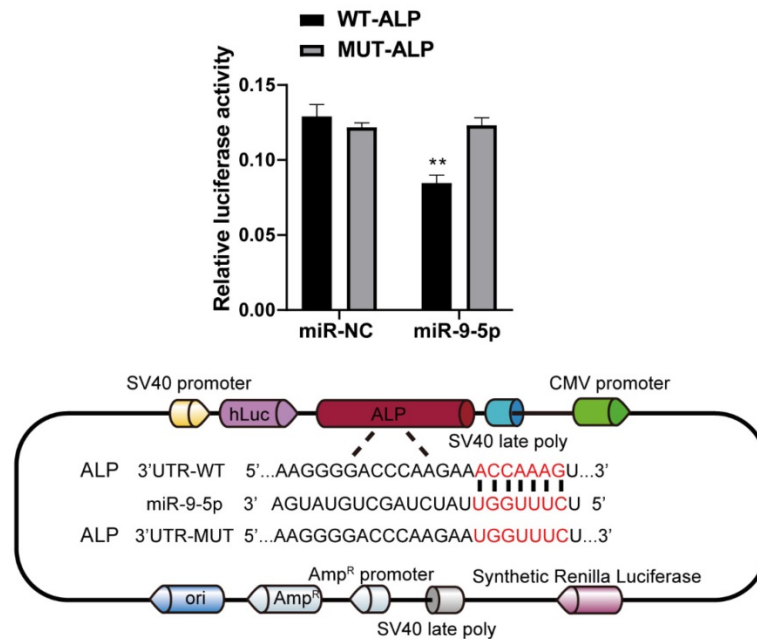 WT-ALP
MUT-ALP
Relative luciferase activity
0.15
0.10
0.05
0.00
**
miR-NC miR-9-5p
SV40 promoter
CMV promoter
hLuc
ALP
SV40 late poly
ALP 3'UTR-WT 5'...AAGGGGACCCAAGAAACCAAAGU...3'
miR-9-5p 3' AGUAUGUCGAUCUAUUGGUUUCU 5'
ALP 3'UTR-MUT 5'...AAGGGGACCCAAGAAUGGUUUCU...3'
AmpR promoter
Synthetic Renilla Luciferase
ori
AmpR
SV40 late poly